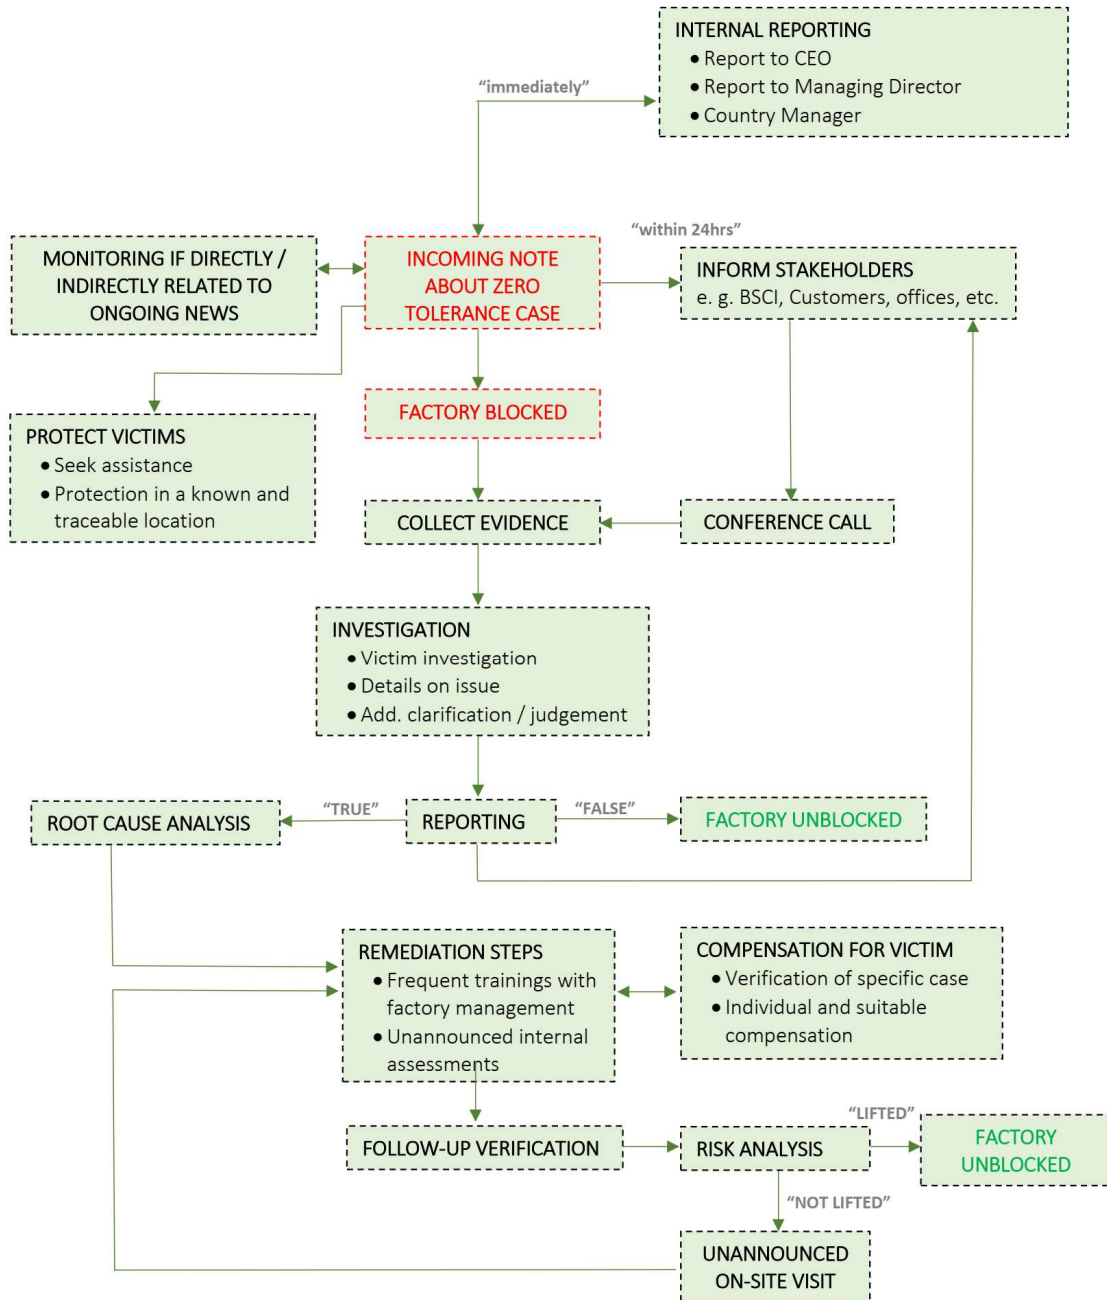 INTERNAL REPORTING
• Report to CEO
• Report to Managing Director
• Country Manager
“immediately”
“within 24hrs”
MONITORING IF DIRECTLY /
INDIRECTLY RELATED TO
ONGOING NEWS
INCOMING NOTE
ABOUT ZERO
TOLERANCE CASE
INFORM STAKEHOLDERS
e. g. BSCI, Customers, offices, etc.
FACTORY BLOCKED
PROTECT VICTIMS
• Seek assistance
• Protection in a known and
traceable location
COLLECT EVIDENCE
CONFERENCE CALL
INVESTIGATION
• Victim investigation
• Details on issue
• Add. clarification / judgement
ROOT CAUSE ANALYSIS
“TRUE”
REPORTING
“FALSE”
FACTORY UNBLOCKED
REMEDIATION STEPS
• Frequent trainings with
factory management
• Unannounced internal
assessments
COMPENSATION FOR VICTIM
• Verification of specific case
• Individual and suitable
compensation
FOLLOW-UP VERIFICATION
RISK ANALYSIS
“LIFTED”
FACTORY
UNBLOCKED
“NOT LIFTED”
UNANNOUNCED
ON-SITE VISIT